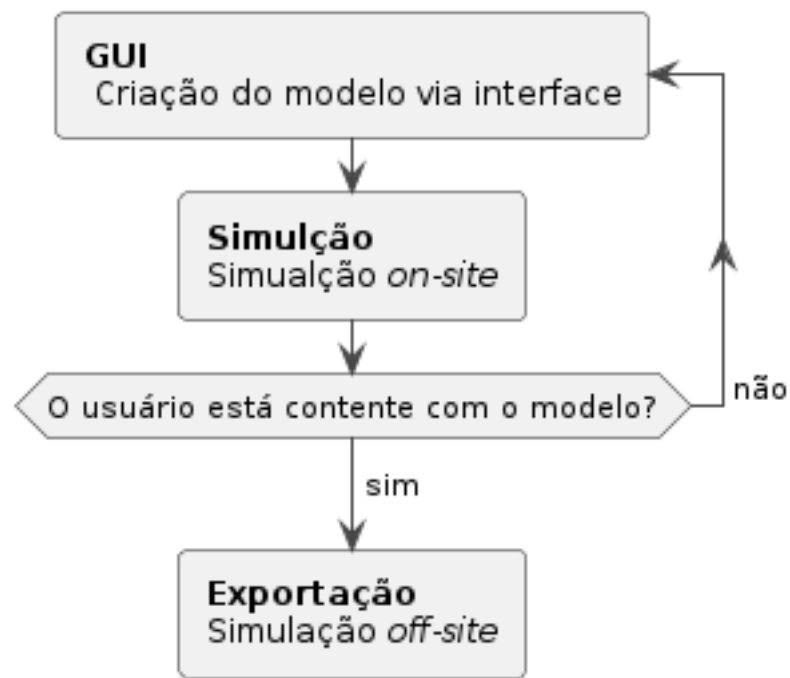 GUI
Criação do modelo via interface
Simulção
Simualção on-site
O usuário está contente com o modelo?
não
sim
Exportação
Simulação off-site